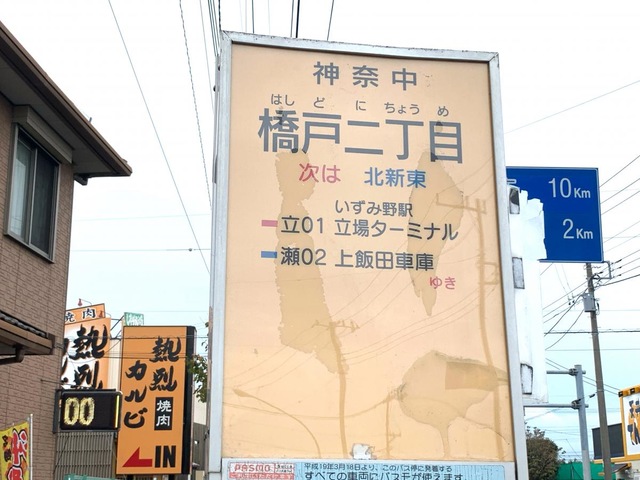 神奈中
はしどにちょうめ
橋戸二丁目
次は 北新東
いずみ野駅
立01 立場ターミナル
瀬02 上飯田車庫
ゆき
PASMO
平成19年3月18日より、このバス停に発着する
すべての車両にパスモが使えます
10Km
2Km
焼肉
熱烈
熱烈
カルビ
焼肉
IN
00